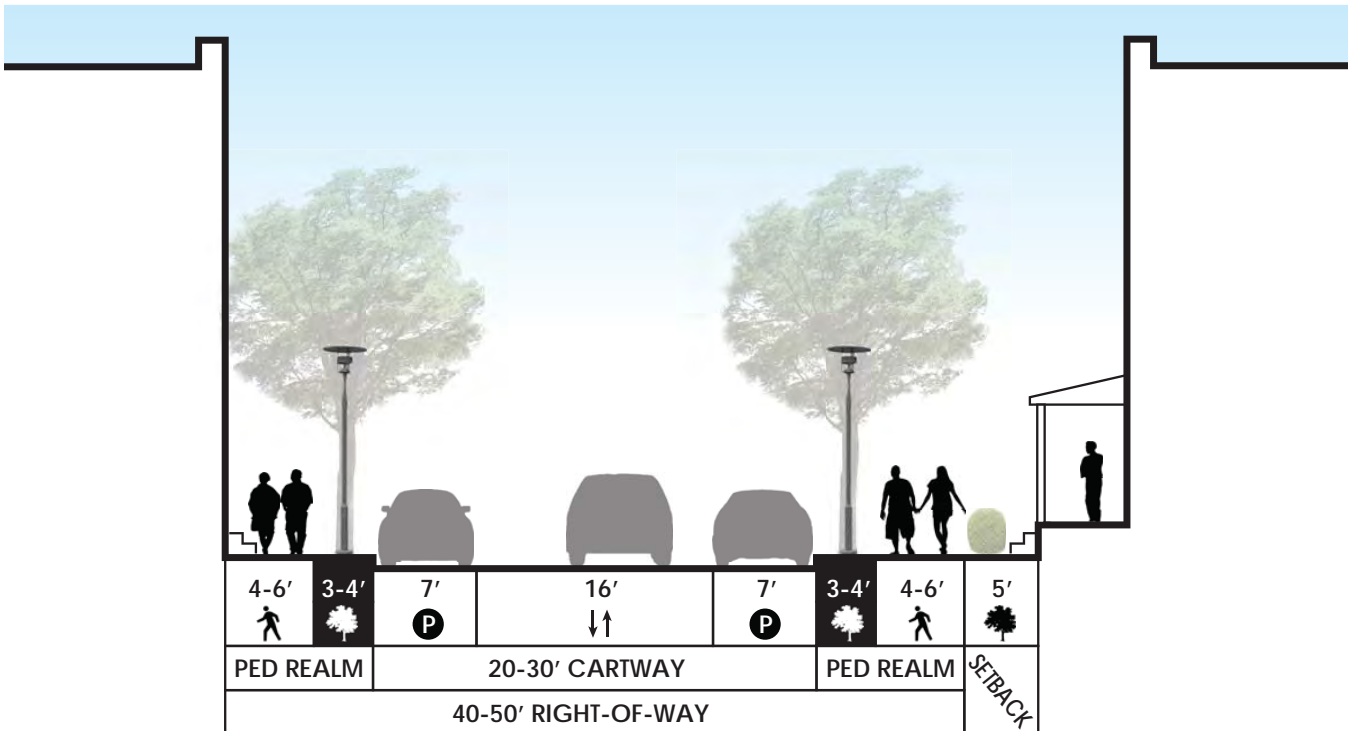 4-6′ 3-4′ 7′ 16′ 7′ 3-4′ 4-6′ 5′
P P
PED REALM 20-30′ CARTWAY PED REALM SETBACK
40-50′ RIGHT-OF-WAY